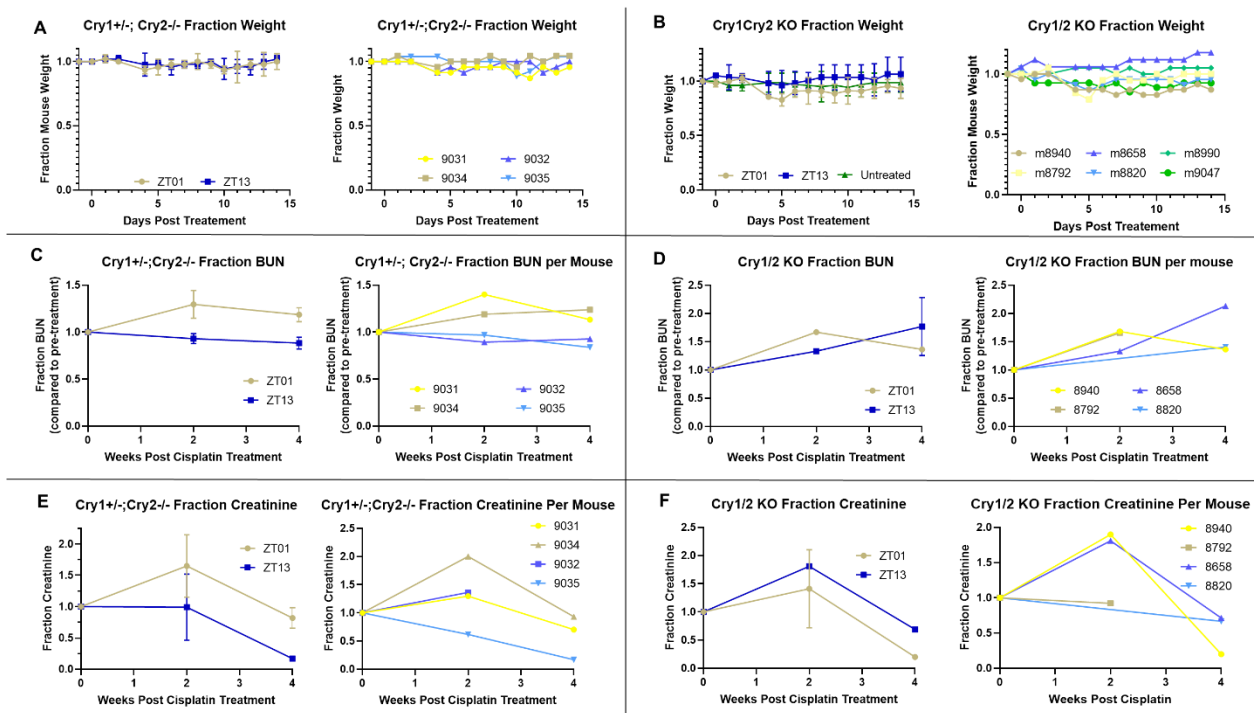 A
Cry1+/-; Cry2-/- Fraction Weight
Fraction Mouse Weight
1.0
0.5
0.0
0
5
10
15
ZT01
ZT13
Days Post Treatement
Cry1+/-; Cry2-/- Fraction Weight
Fraction Weight
1.0
0.5
0.0
0
5
10
15
9031
9032
9034
9035
Days Post Treatement
B
Cry1Cry2 KO Fraction Weight
Fraction Weight
1.5
1.0
0.5
0.0
0
5
10
15
ZT01
ZT13
Untreated
Days Post Treatement
Cry1/2 KO Fraction Weight
Fraction Mouse Weight
1.0
0.5
0.0
0
5
10
15
m8940
m8658
m8990
m8792
m8820
m9047
Days Post Treatement
C
Cry1+/-;Cry2-/- Fraction BUN
Fraction BUN
(compared to pre-treatment)
1.5
1.0
0.5
0.0
0
1
2
3
4
ZT01
ZT13
Weeks Post Cisplatin Treatment
Cry1+/-; Cry2-/- Fraction BUN per Mouse
Fraction BUN
(compared to pre-treatment)
1.5
1.0
0.5
0.0
0
1
2
3
4
9031
9032
9034
9035
Weeks Post Cisplatin Treatment
D
Cry1/2 KO Fraction BUN
Fraction BUN
(compared to pre-treatment)
2.5
2.0
1.5
1.0
0.5
0.0
0
1
2
3
4
ZT01
ZT13
Weeks Post Cisplatin Treatment
Cry1/2 KO Fraction BUN per mouse
Fraction BUN
(compared to pre-treatment)
2.5
2.0
1.5
1.0
0.5
0.0
0
1
2
3
4
8940
8658
8792
8820
Weeks Post Cisplatin Treatment
E
Cry1+/-;Cry2-/- Fraction Creatinine
Fraction Creatinine
2.0
1.5
1.0
0.5
0.0
0
1
2
3
4
ZT01
ZT13
Weeks Post Cisplatin Treatment
Cry1+/-;Cry2-/- Fraction Creatinine Per Mouse
Fraction Creatinine
2.5
2.0
1.5
1.0
0.5
0.0
0
2
4
9031
9034
9032
9035
Weeks Post Cisplatin Treatment
F
Cry1/2 KO Fraction Creatinine
Fraction Creatinine
2.5
2.0
1.5
1.0
0.5
0.0
0
1
2
3
4
ZT01
ZT13
Weeks Post Cisplatin Treatment
Cry1/2 KO Fraction Creatinine Per Mouse
Fraction Creatinine
2.0
1.5
1.0
0.5
0.0
0
1
2
3
4
8940
8792
8658
8820
Weeks Post Cisplatin